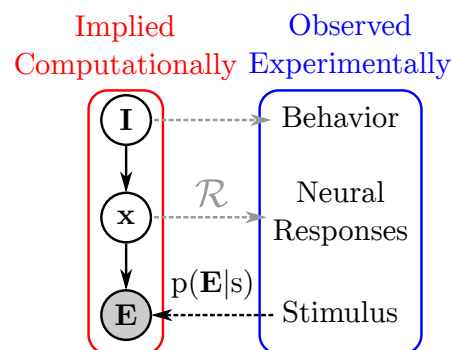 Implied
Computationally
Observed
Experimentally
I
Behavior
x
ℛ
Neural
Responses
E
p(E|s)
Stimulus